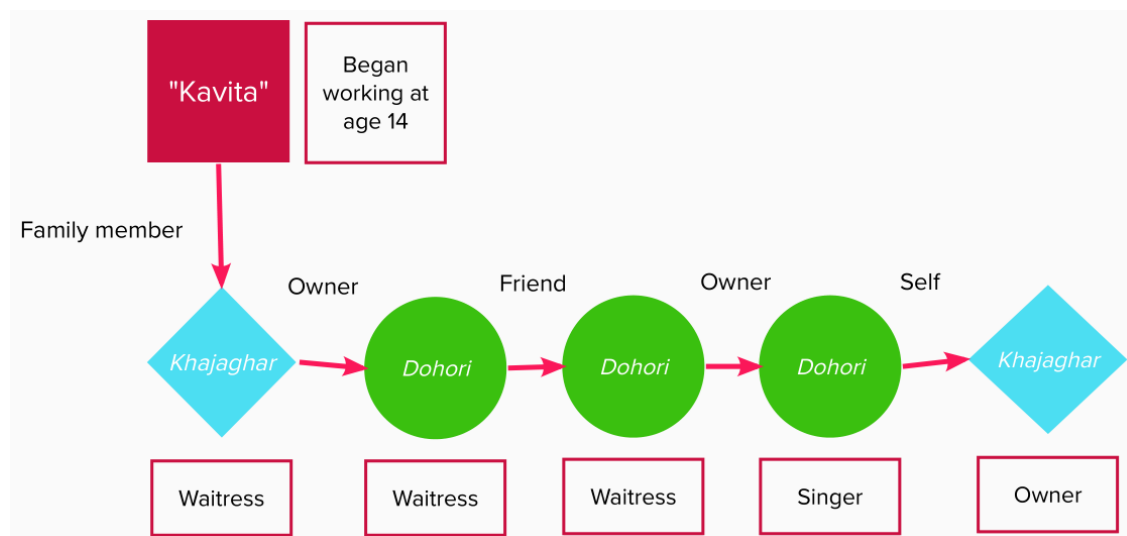 "Kavita"
Began
working at
age 14
Family member
Owner
Friend
Owner
Self
Khajaghar
Dohori
Dohori
Dohori
Khajaghar
Waitress
Waitress
Waitress
Singer
Owner